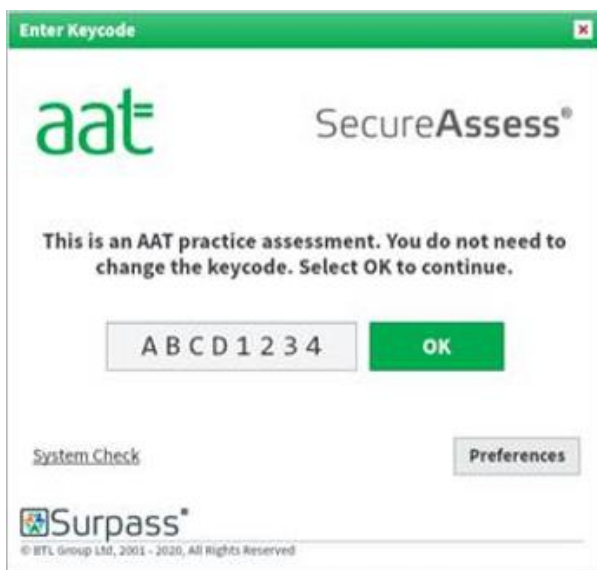 Enter Keycode
aat
SecureAssess®
This is an AAT practice assessment. You do not need to
change the keycode. Select OK to continue.
ABCD1234 OK
System Check Preferences
Surpass®
© BTL Group Ltd, 2001 - 2020, All Rights Reserved